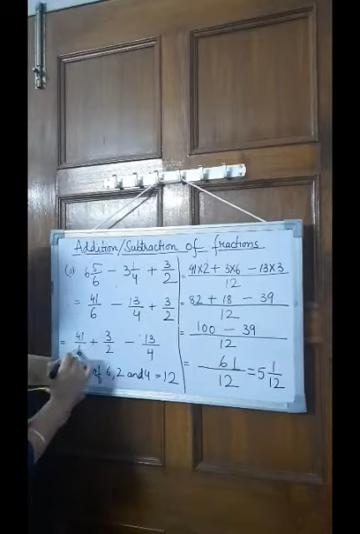 Addition/Subtraction of fractions
(1) 6 5/6 - 3 1/4 + 3/2
= 41/6 - 13/4 + 3/2
= 41/6 + 3/2 - 13/4
of 6, 2 and 4 = 12
= 41×2 + 3×6 - 13×3 / 12
= 82 + 18 - 39 / 12
= 100 - 39 / 12
= 61/12 = 5 1/12